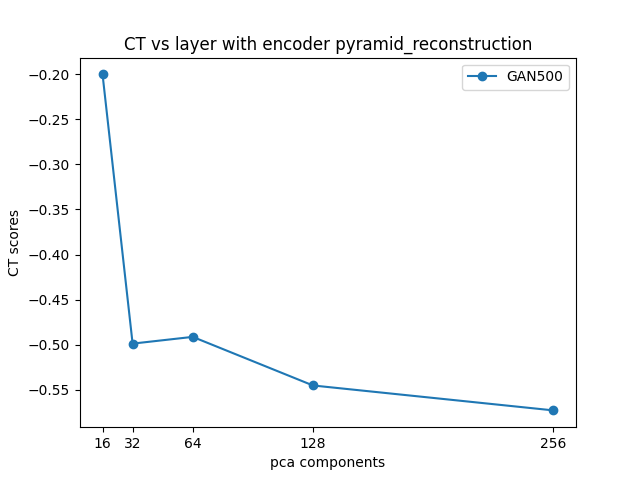 CT vs layer with encoder pyramid_reconstruction
GAN500
−0.20
−0.25
−0.30
−0.35
−0.40
−0.45
−0.50
−0.55
CT scores
16 32 64 128 256
pca components